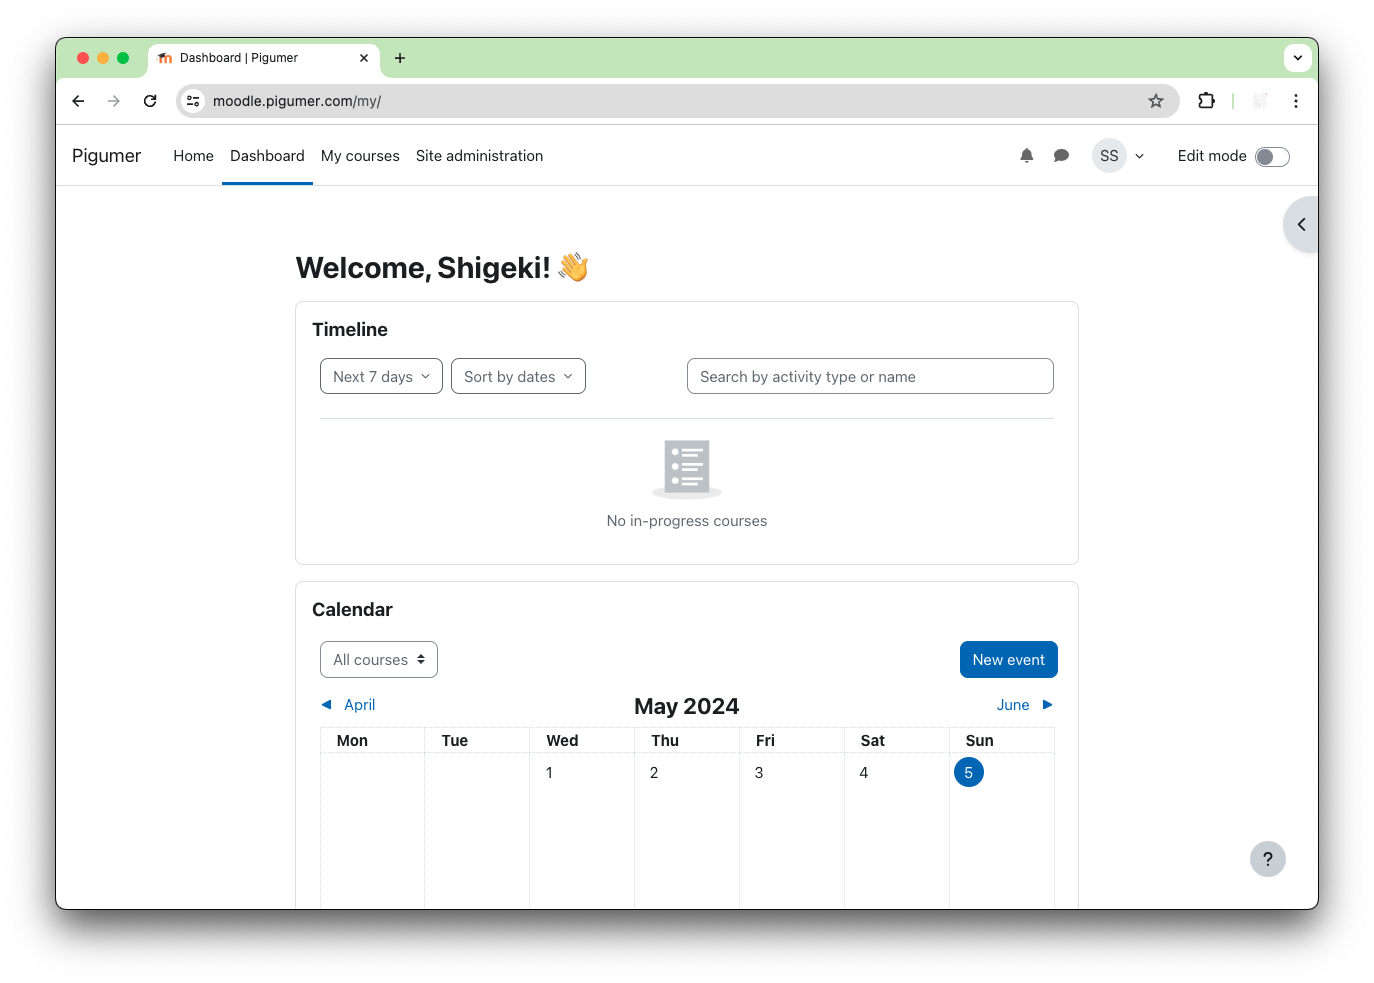 Dashboard | Pigumer
moodle.pigumer.com/my/
Pigumer Home Dashboard My courses Site administration SS Edit mode
Welcome, Shigeki! 👋
Timeline
Next 7 days Sort by dates Search by activity type or name
No in-progress courses
Calendar
All courses New event
◀ April May 2024 June ▶
Mon Tue Wed Thu Fri Sat Sun
1 2 3 4 5
?